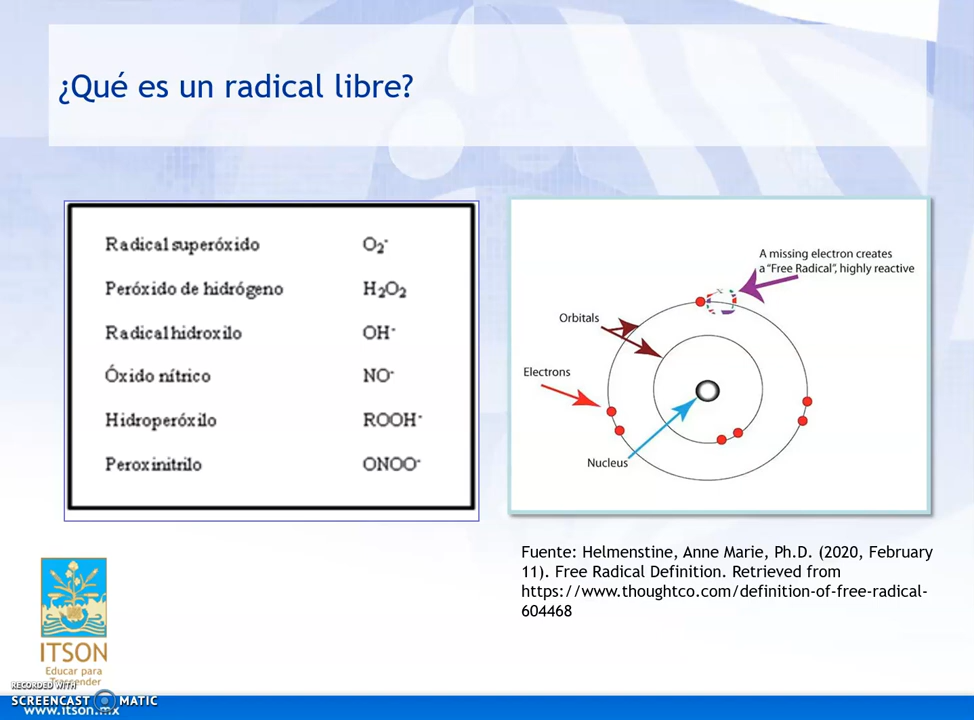 ¿Qué es un radical libre?
Radical superóxido O₂⁻
Peróxido de hidrógeno H₂O₂
Radical hidroxilo OH⁻
Óxido nítrico NO⁻
Hidroperóxilo ROOH⁻
Peroxinitrilo ONOO⁻
A missing electron creates
a "Free Radical", highly reactive
Orbitals
Electrons
Nucleus
Fuente: Helmenstine, Anne Marie, Ph.D. (2020, February
11). Free Radical Definition. Retrieved from
https://www.thoughtco.com/definition-of-free-radical-
604468
ITSON
Educar para
Trascender
RECORDED WITH
SCREENCAST MATIC
www.itson.mx